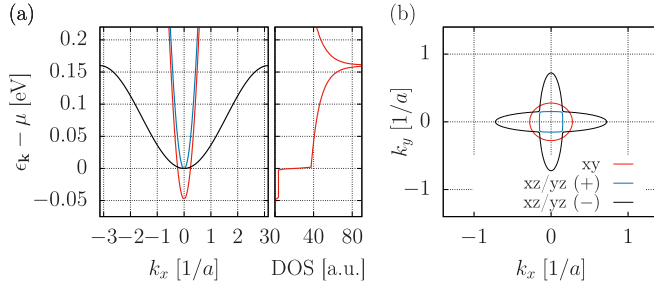 (a)
(b)
ϵk − μ [eV]
0.2
0.15
0.1
0.05
0
−0.05
−3−2−1 0 1 2 3
kx [1/a]
30 40 60 80
DOS [a.u.]
ky [1/a]
1
0
−1
xy
xz/yz (+)
xz/yz (−)
−1 0 1
kx [1/a]